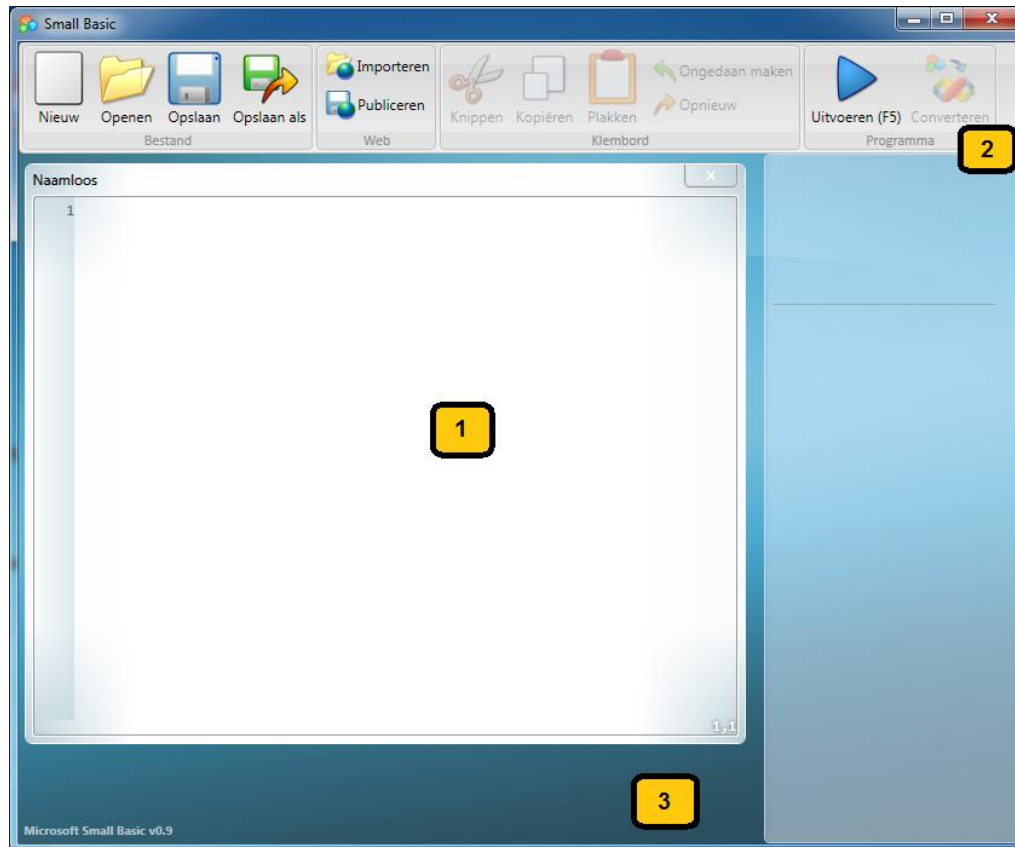 Small Basic
Nieuw Openen Opslaan Opslaan als
Bestand
Importeren
Publiceren
Web
Knippen Kopiëren Plakken
Ongedaan maken
Opnieuw
Klembord
Uitvoeren (F5) Converteren
Programma
2
Naamloos
1
1
1,1
3
Microsoft Small Basic v0.9